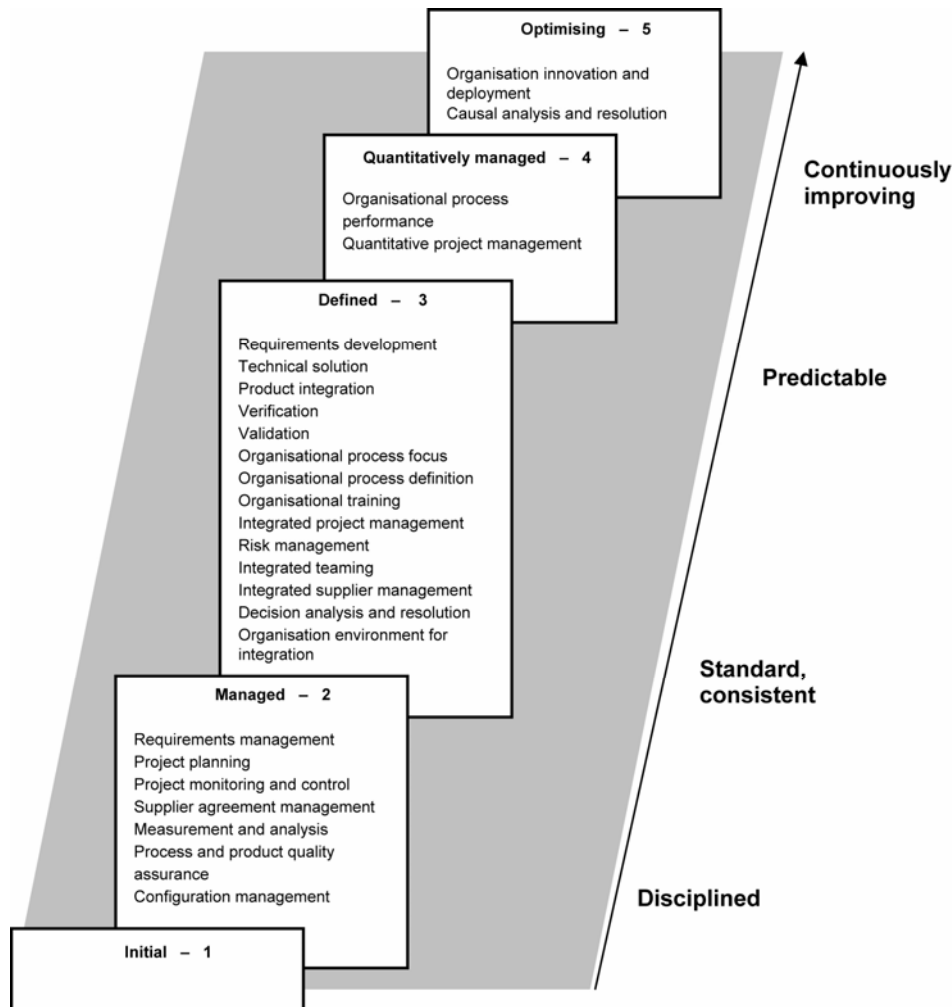 Optimising – 5
Organisation innovation and
deployment
Causal analysis and resolution
Quantitatively managed – 4
Organisational process
performance
Quantitative project management
Continuously
improving
Defined – 3
Requirements development
Technical solution
Product integration
Verification
Validation
Organisational process focus
Organisational process definition
Organisational training
Integrated project management
Risk management
Integrated teaming
Integrated supplier management
Decision analysis and resolution
Organisation environment for
integration
Predictable
Managed – 2
Requirements management
Project planning
Project monitoring and control
Supplier agreement management
Measurement and analysis
Process and product quality
assurance
Configuration management
Standard,
consistent
Disciplined
Initial – 1